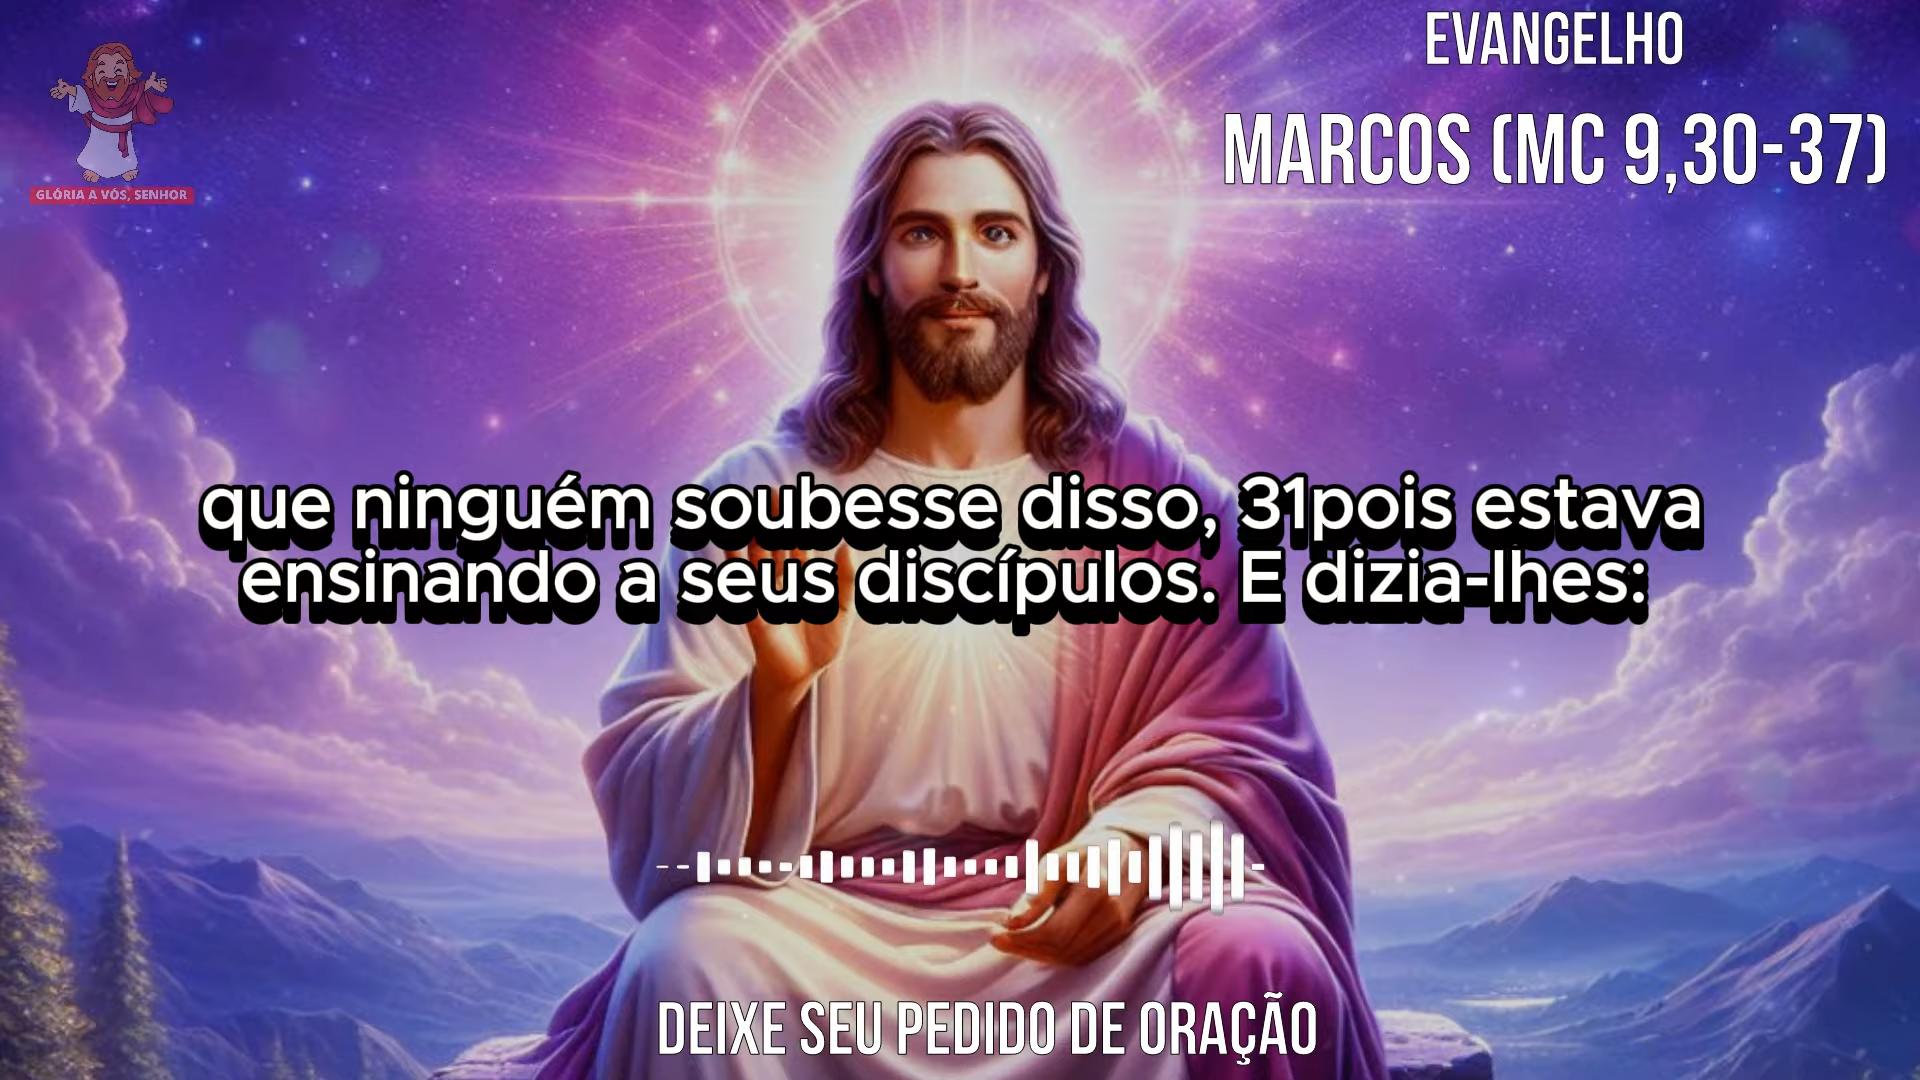 EVANGELHO
MARCOS (MC 9,30-37)
GLÓRIA A VÓS, SENHOR
que ninguém soubesse disso, 31pois estava
ensinando a seus discípulos. E dizia-lhes:
DEIXE SEU PEDIDO DE ORAÇÃO